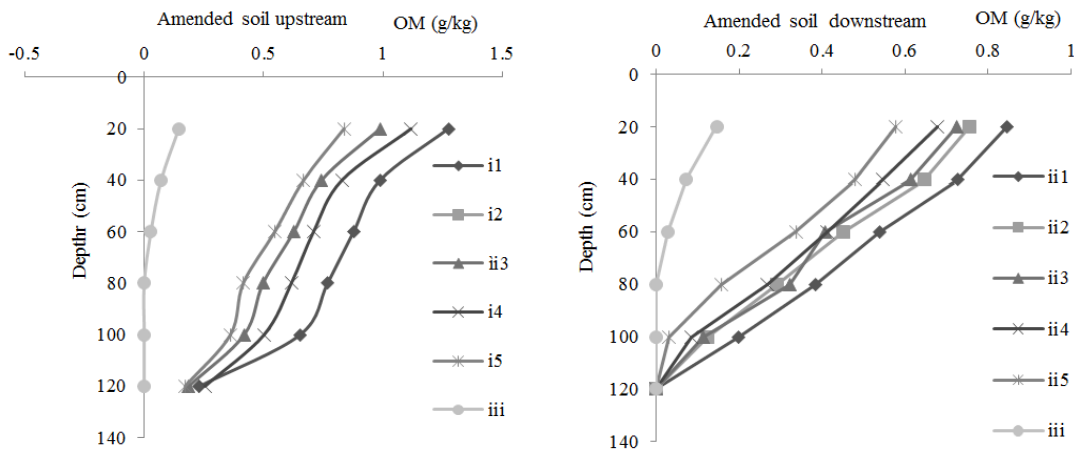 Amended soil upstream OM (g/kg)
-0.5 0 0.5 1 1.5
0
20
40
60
80
100
120
140
Depthr (cm)
i1
i2
ii3
i4
i5
iii
Amended soil downstream OM (g/kg)
0 0.2 0.4 0.6 0.8 1
0
20
40
60
80
100
120
140
Depth (cm)
ii1
ii2
ii3
ii4
ii5
iii